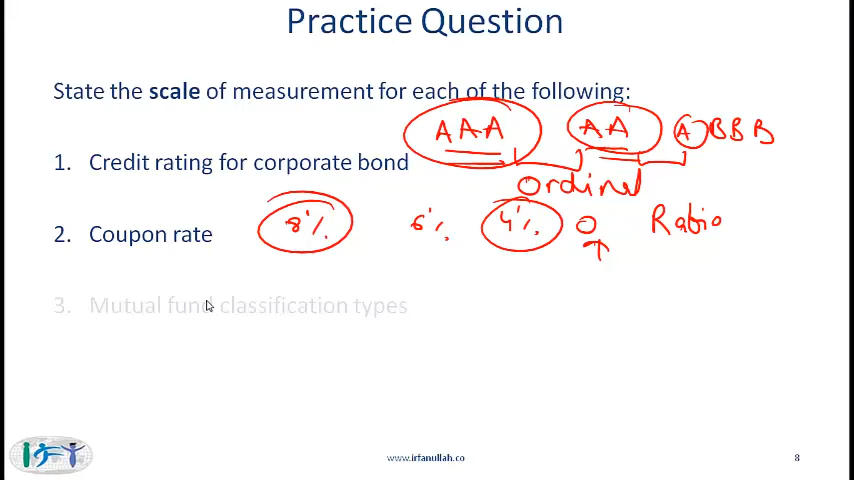 Practice Question
State the scale of measurement for each of the following:
AAA AA A BBB
1. Credit rating for corporate bond
Ordinal
2. Coupon rate 8% 6% 4% 0 Ratio
3. Mutual fund classification types
www.irfanullah.co 8